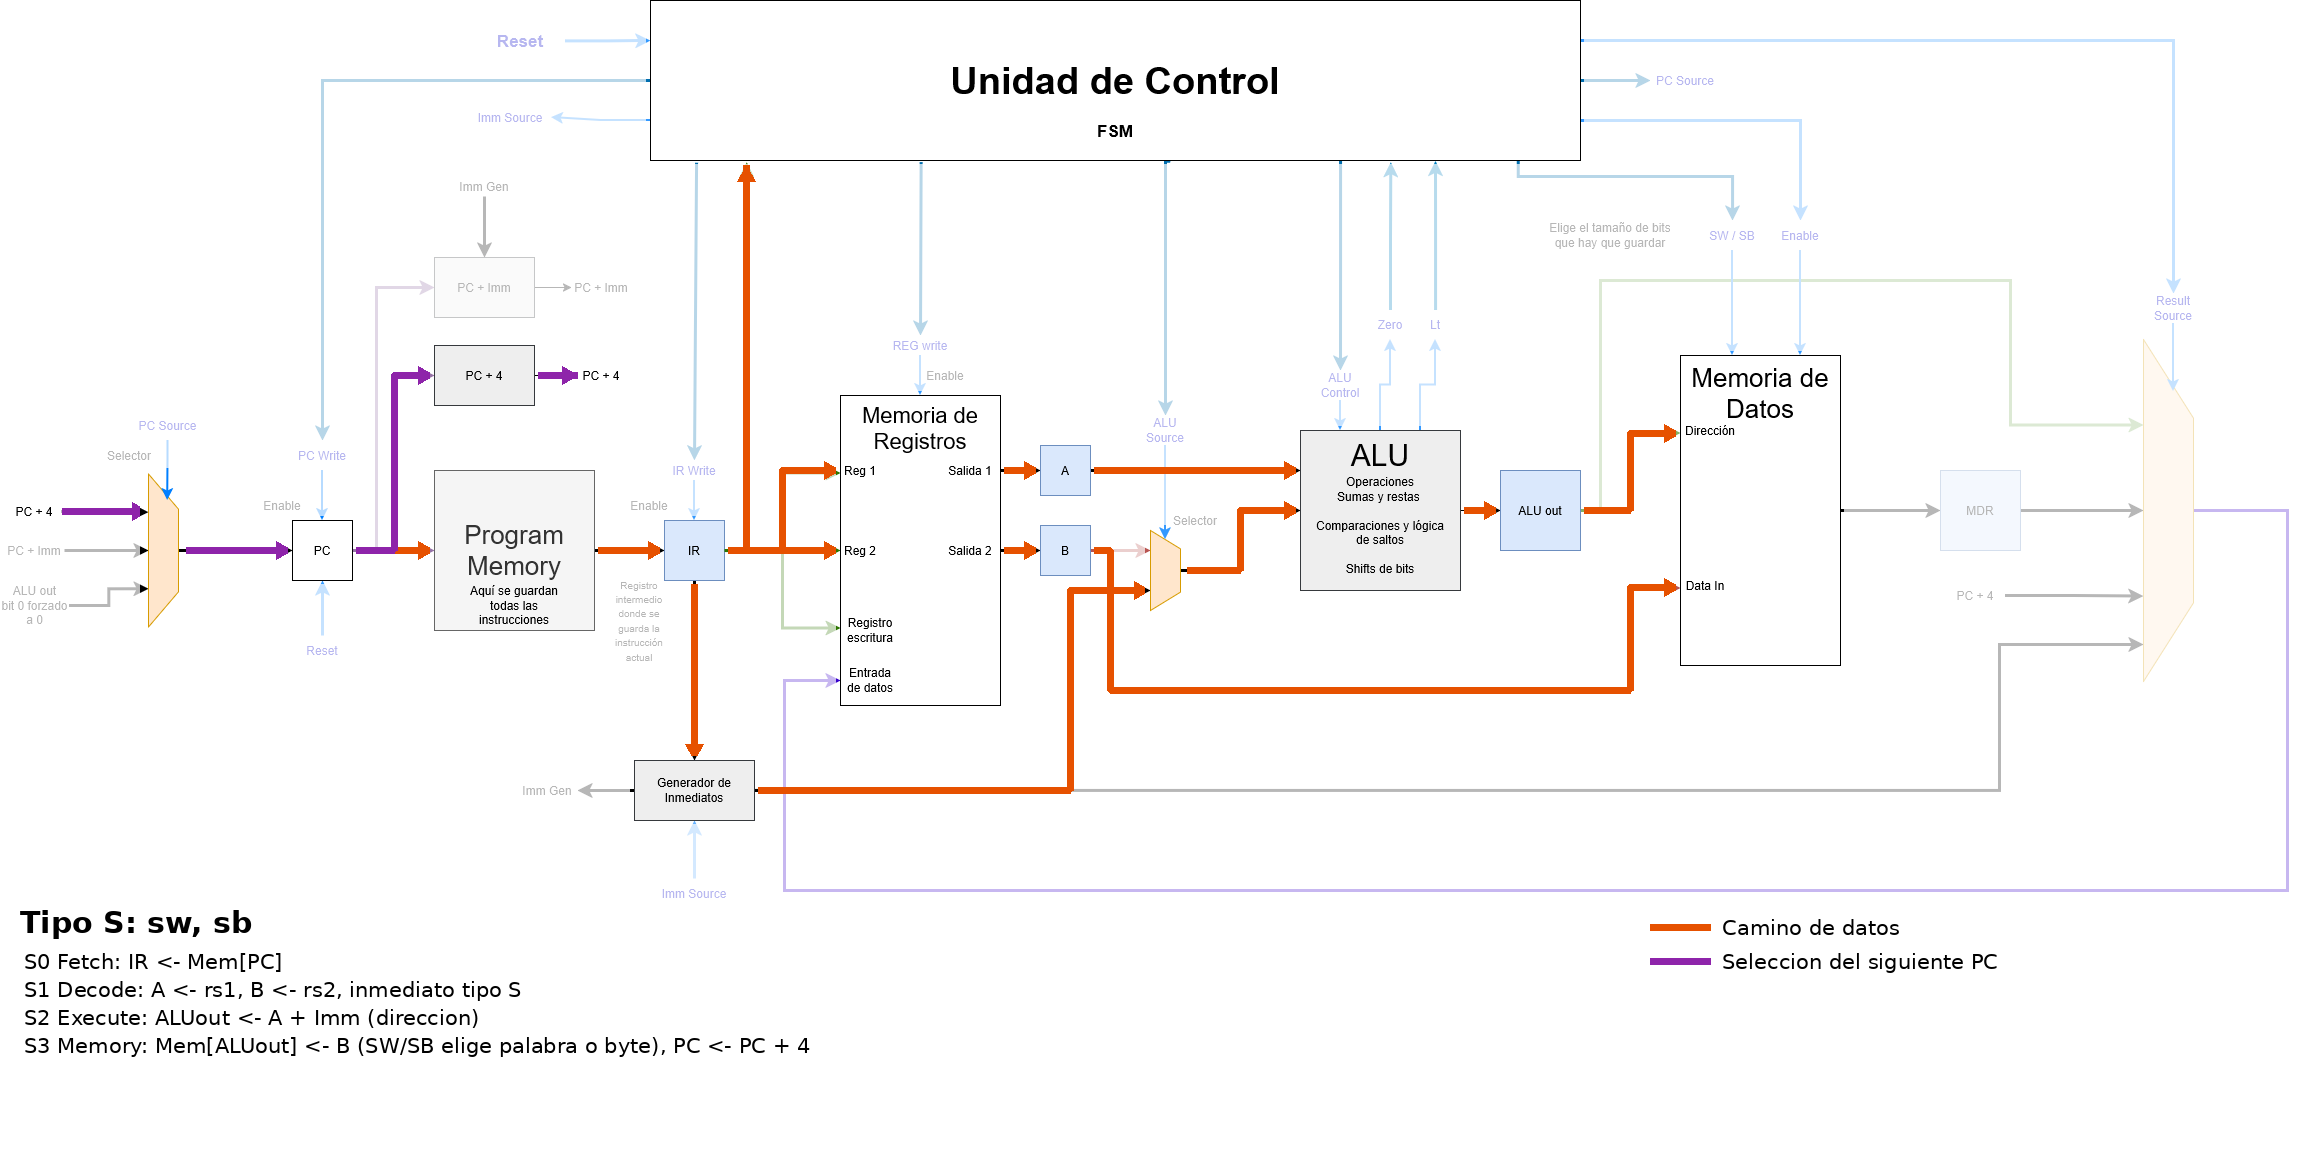 Reset
Unidad de Control
FSM
PC Source
Imm Source
Imm Gen
PC + Imm
PC + Imm
PC + 4
PC + 4
Elige el tamaño de bits
que hay que guardar
SW / SB
Enable
Result
Source
Zero
Lt
REG write
Enable
ALU
Control
ALU
Source
Selector
PC Source
Selector
PC Write
Enable
IR Write
Enable
PC + 4
PC + Imm
ALU out
bit 0 forzado
a 0
PC
Reset
Program
Memory
Aquí se guardan
todas las
instrucciones
IR
Registro
intermedio
donde se
guarda la
instrucción
actual
Memoria de
Registros
Reg 1
Salida 1
Reg 2
Salida 2
Registro
escritura
Entrada
de datos
A
B
ALU
Operaciones
Sumas y restas
Comparaciones y lógica
de saltos
Shifts de bits
ALU out
Memoria de
Datos
Dirección
Data In
MDR
PC + 4
Imm Gen
Generador de
Inmediatos
Imm Source
Tipo S: sw, sb
S0 Fetch: IR <- Mem[PC]
S1 Decode: A <- rs1, B <- rs2, inmediato tipo S
S2 Execute: ALUout <- A + Imm (direccion)
S3 Memory: Mem[ALUout] <- B (SW/SB elige palabra o byte), PC <- PC + 4
Camino de datos
Seleccion del siguiente PC